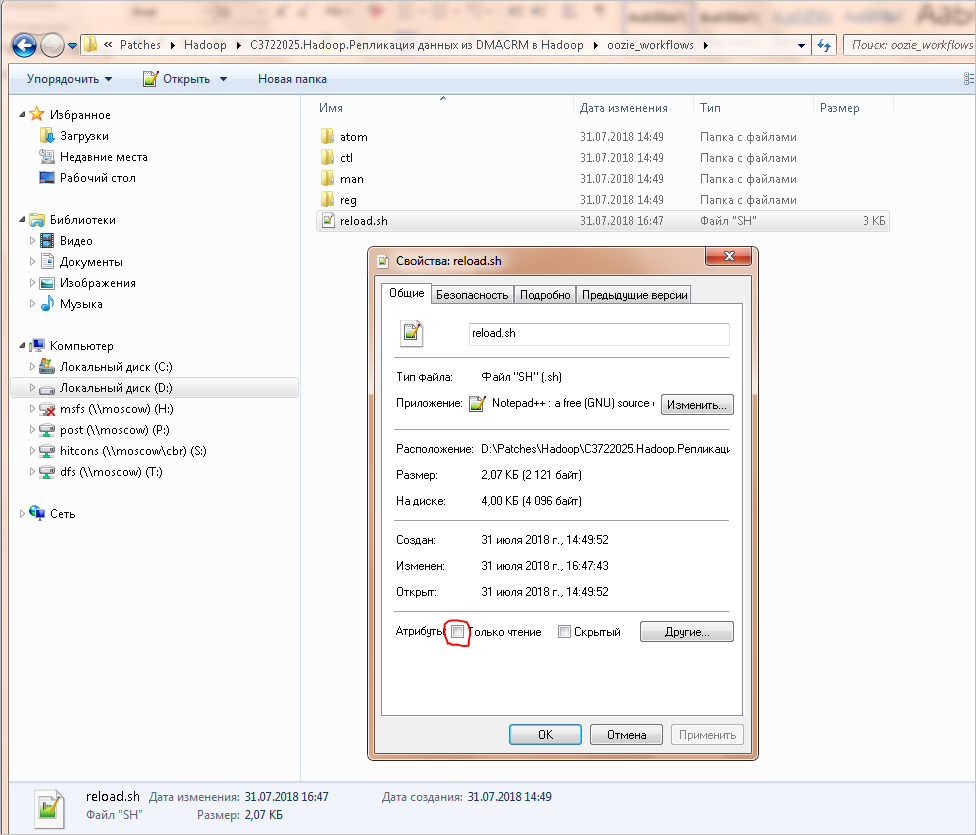 « Patches Hadoop C3722025.Hadoop.Репликация данных из DMACRM в Hadoop oozie_workflows
Поиск: oozie_workflows
Упорядочить Открыть Новая папка
Избранное
Загрузки
Недавние места
Рабочий стол
Библиотеки
Видео
Документы
Изображения
Музыка
Компьютер
Локальный диск (C:)
Локальный диск (D:)
msfs (\\moscow) (H:)
post (\\moscow) (P:)
hitcons (\\moscow\cbr) (S:)
dfs (\\moscow) (T:)
Сеть
Имя Дата изменения Тип Размер
atom 31.07.2018 14:49 Папка с файлами
ctl 31.07.2018 14:49 Папка с файлами
man 31.07.2018 14:49 Папка с файлами
reg 31.07.2018 14:49 Папка с файлами
reload.sh 31.07.2018 16:47 Файл "SH" 3 КБ
Свойства: reload.sh
Общие Безопасность Подробно Предыдущие версии
reload.sh
Тип файла: Файл "SH" (.sh)
Приложение: Notepad++ : a free (GNU) source Изменить...
Расположение: D:\Patches\Hadoop\C3722025.Hadoop.Репликаци
Размер: 2,07 КБ (2 121 байт)
На диске: 4,00 КБ (4 096 байт)
Создан: 31 июля 2018 г., 14:49:52
Изменен: 31 июля 2018 г., 16:47:43
Открыт: 31 июля 2018 г., 14:49:52
Атрибуты Только чтение Скрытый Другие...
OK Отмена Применить
reload.sh Дата изменения: 31.07.2018 16:47 Дата создания: 31.07.2018 14:49
Файл "SH" Размер: 2,07 КБ